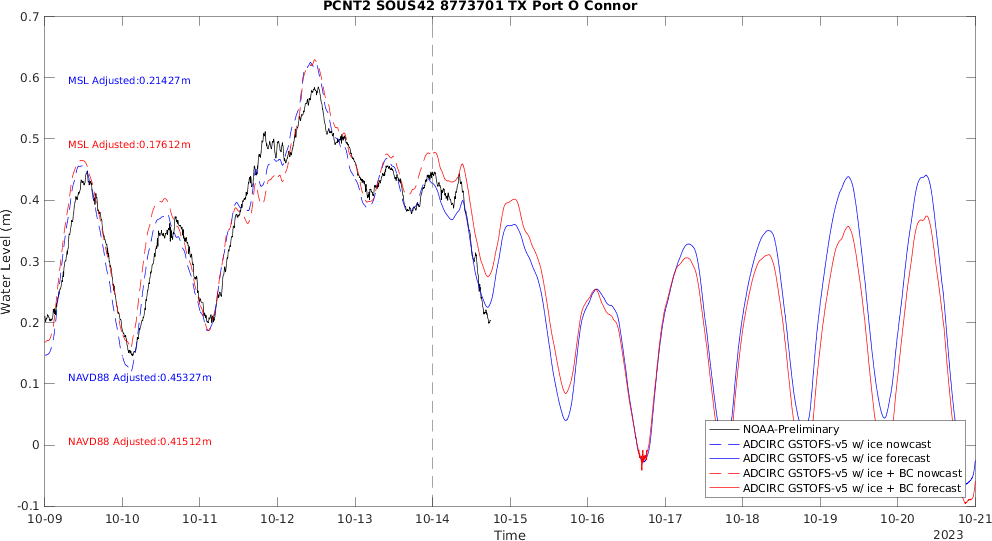 PCNT2 SOUS42 8773701 TX Port O Connor
0.7
0.6
0.5
0.4
0.3
0.2
0.1
0
-0.1
Water Level (m)
MSL Adjusted:0.21427m
MSL Adjusted:0.17612m
NAVD88 Adjusted:0.45327m
NAVD88 Adjusted:0.41512m
NOAA-Preliminary
ADCIRC GSTOFS-v5 w/ ice nowcast
ADCIRC GSTOFS-v5 w/ ice forecast
ADCIRC GSTOFS-v5 w/ ice + BC nowcast
ADCIRC GSTOFS-v5 w/ ice + BC forecast
10-09 10-10 10-11 10-12 10-13 10-14 10-15 10-16 10-17 10-18 10-19 10-20 10-21
Time
2023